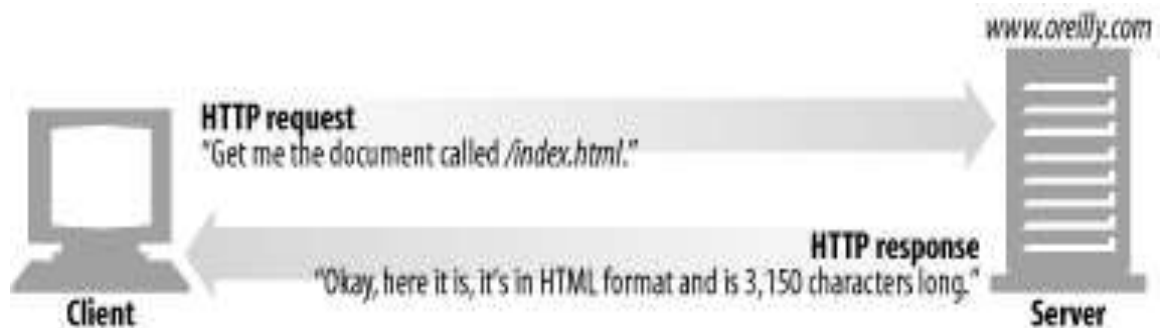 www.oreilly.com
HTTP request
"Get me the document called /index.html."
HTTP response
"Okay, here it is, it's in HTML format and is 3,150 characters long."
Client
Server